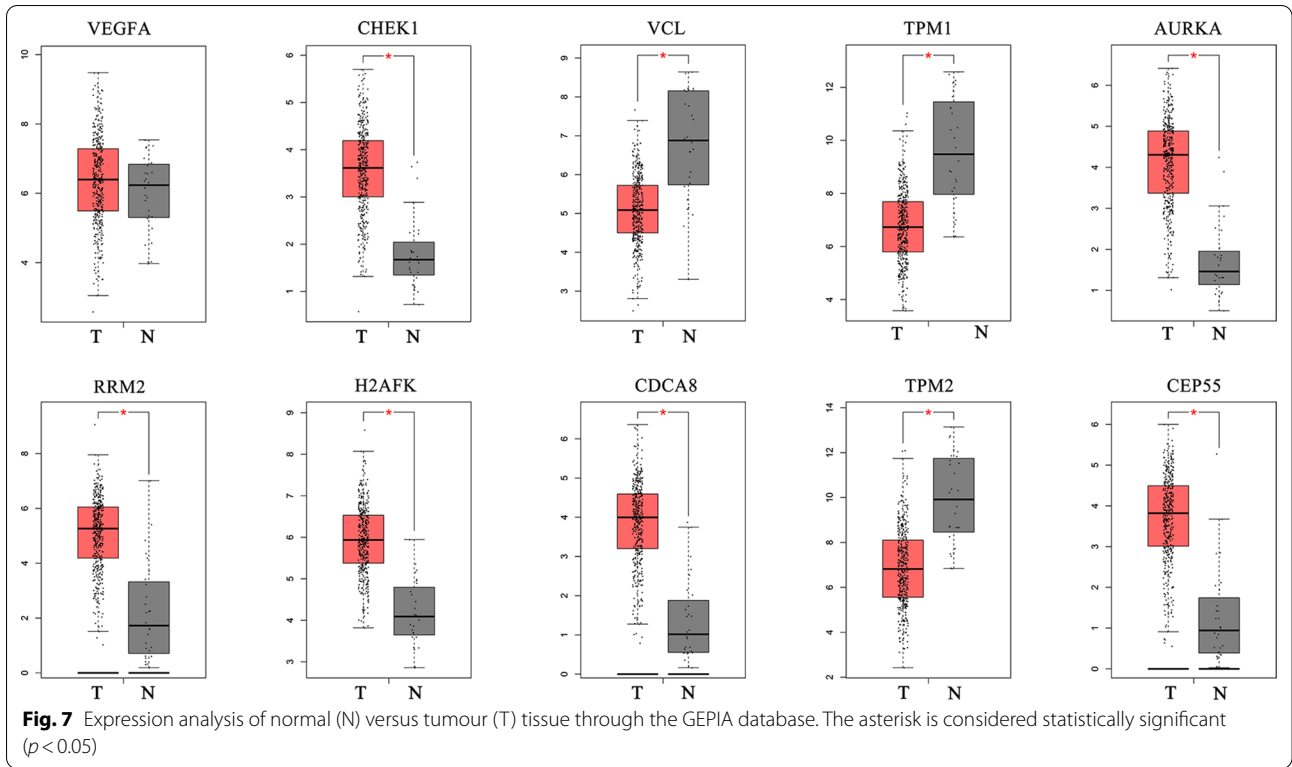 VEGFA CHEK1 VCL TPM1 AURKA
10 8 6 4
6 5 4 3 2 1
9 8 7 6 5 4 3
12 10 8 6 4
6 5 4 3 2 1
* * * *
T N T N T N T N T N
RRM2 H2AFK CDCA8 TPM2 CEP55
8 6 4 2 0
9 8 7 6 5 4 3
6 5 4 3 2 1 0
14 12 10 8 6 4 2
6 5 4 3 2 1 0
* * * * *
T N T N T N T N T N
Fig. 7 Expression analysis of normal (N) versus tumour (T) tissue through the GEPIA database. The asterisk is considered statistically significant
(p < 0.05)